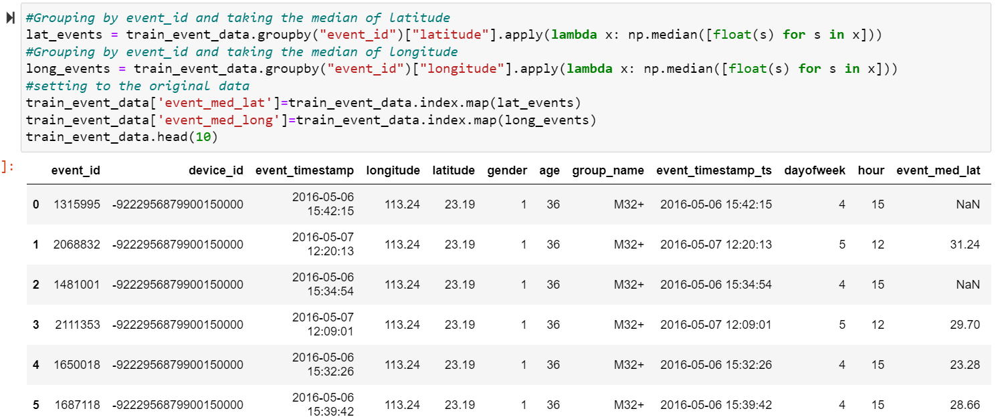 #Grouping by event_id and taking the median of latitude
lat_events = train_event_data.groupby("event_id")["latitude"].apply(lambda x: np.median([float(s) for s in x]))
#Grouping by event_id and taking the median of longitude
long_events = train_event_data.groupby("event_id")["longitude"].apply(lambda x: np.median([float(s) for s in x]))
#setting to the original data
train_event_data['event_med_lat']=train_event_data.index.map(lat_events)
train_event_data['event_med_long']=train_event_data.index.map(long_events)
train_event_data.head(10)
]:
event_id device_id event_timestamp longitude latitude gender age group_name event_timestamp_ts dayofweek hour event_med_lat
0 1315995 -9222956879900150000 2016-05-06 15:42:15 113.24 23.19 1 36 M32+ 2016-05-06 15:42:15 4 15 NaN
1 2068832 -9222956879900150000 2016-05-07 12:20:13 113.24 23.19 1 36 M32+ 2016-05-07 12:20:13 5 12 31.24
2 1481001 -9222956879900150000 2016-05-06 15:34:54 113.24 23.19 1 36 M32+ 2016-05-06 15:34:54 4 15 NaN
3 2111353 -9222956879900150000 2016-05-07 12:09:01 113.24 23.19 1 36 M32+ 2016-05-07 12:09:01 5 12 29.70
4 1650018 -9222956879900150000 2016-05-06 15:32:26 113.24 23.19 1 36 M32+ 2016-05-06 15:32:26 4 15 23.28
5 1687118 -9222956879900150000 2016-05-06 15:39:42 113.24 23.19 1 36 M32+ 2016-05-06 15:39:42 4 15 28.66